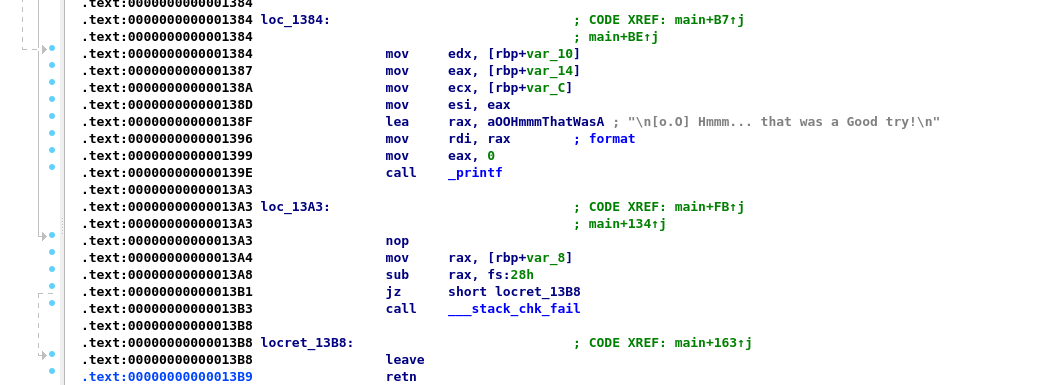 .text:0000000000001384
.text:0000000000001384 loc_1384: ; CODE XREF: main+B7↑j
.text:0000000000001384 ; main+BE↑j
.text:0000000000001384 mov edx, [rbp+var_10]
.text:0000000000001387 mov eax, [rbp+var_14]
.text:000000000000138A mov ecx, [rbp+var_C]
.text:000000000000138D mov esi, eax
.text:000000000000138F lea rax, aOOHmmmThatWasA ; "\n[o.O] Hmmm... that was a Good try!\n"
.text:0000000000001396 mov rdi, rax ; format
.text:0000000000001399 mov eax, 0
.text:000000000000139E call _printf
.text:00000000000013A3
.text:00000000000013A3 loc_13A3: ; CODE XREF: main+FB↑j
.text:00000000000013A3 ; main+134↑j
.text:00000000000013A3 nop
.text:00000000000013A4 mov rax, [rbp+var_8]
.text:00000000000013A8 sub rax, fs:28h
.text:00000000000013B1 jz short locret_13B8
.text:00000000000013B3 call ___stack_chk_fail
.text:00000000000013B8
.text:00000000000013B8 locret_13B8: ; CODE XREF: main+163↑j
.text:00000000000013B8 leave
.text:00000000000013B9 retn